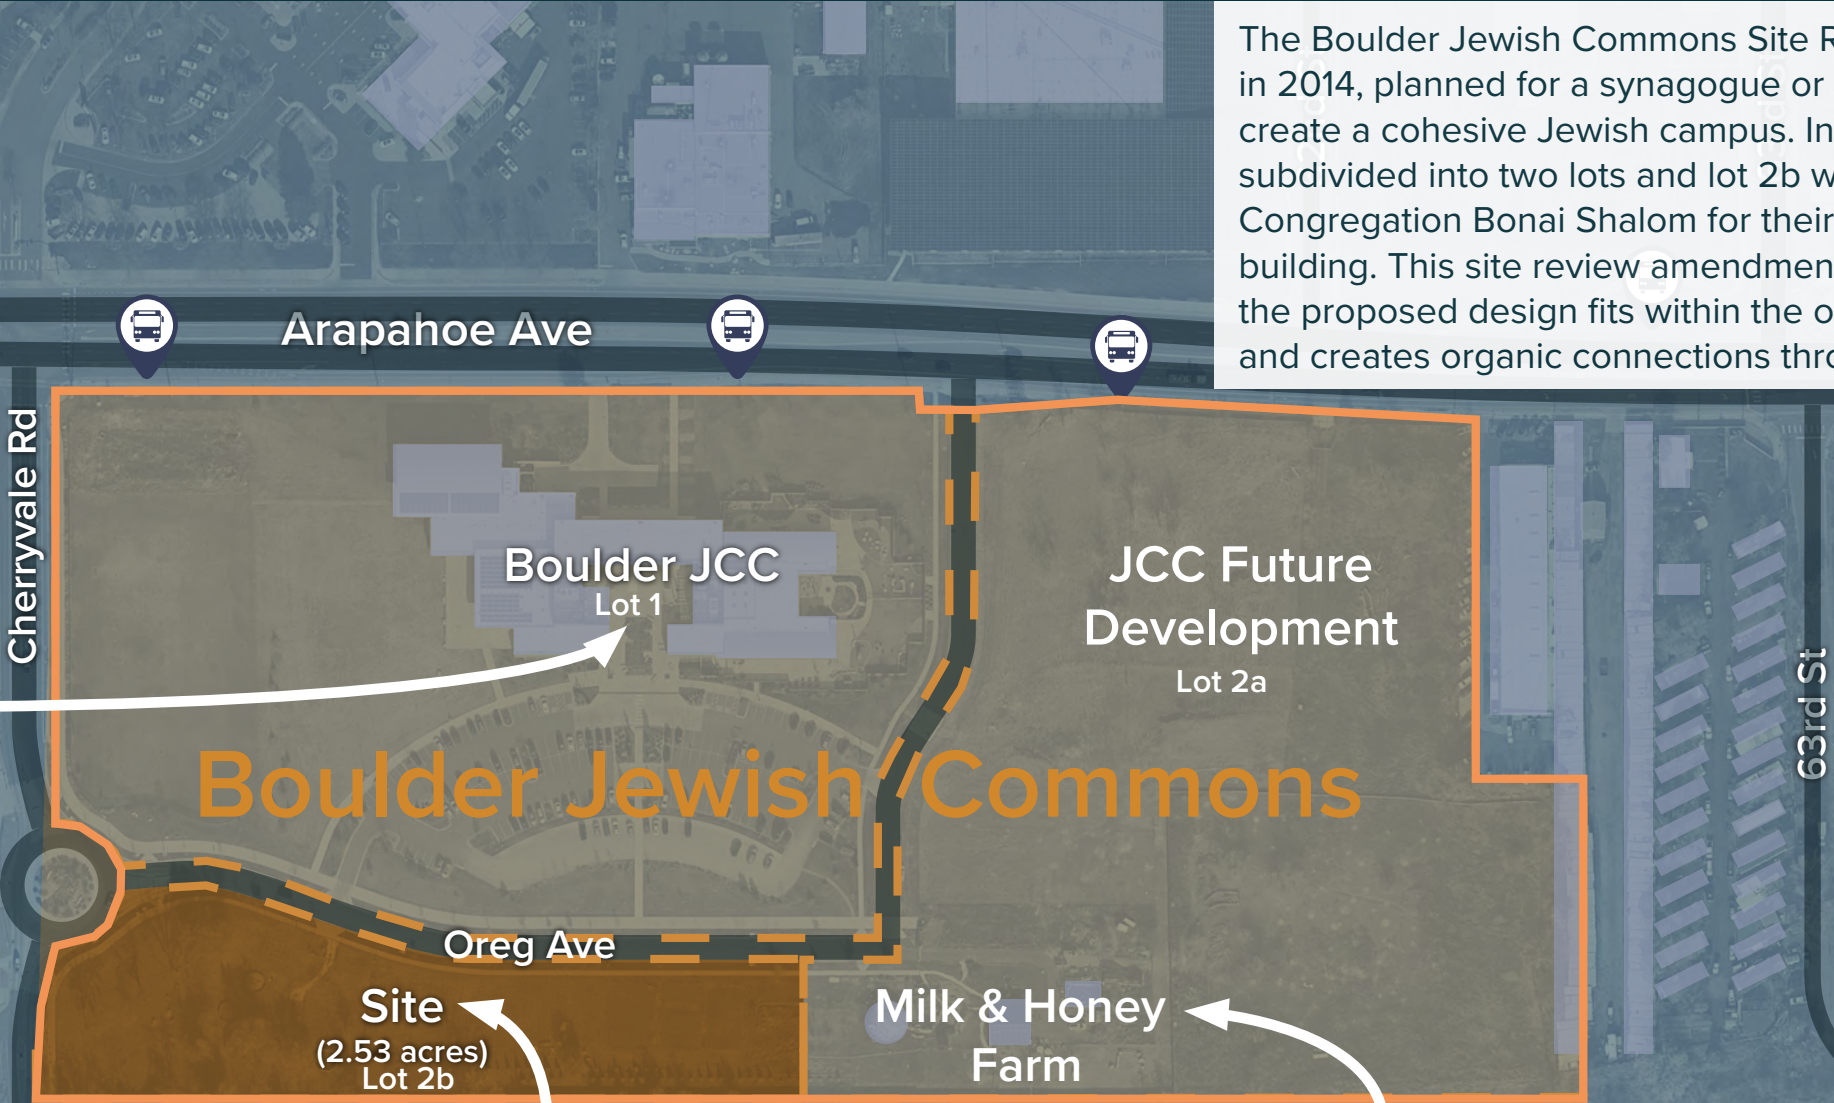 The Boulder Jewish Commons Site R
in 2014, planned for a synagogue or
create a cohesive Jewish campus. In
subdivided into two lots and lot 2b w
Congregation Bonai Shalom for their
building. This site review amendmen
the proposed design fits within the o
and creates organic connections thro
Arapahoe Ave
Cherryvale Rd
Boulder JCC
Lot 1
JCC Future
Development
Lot 2a
63rd St
Boulder Jewish Commons
Oreg Ave
Site
(2.53 acres)
Lot 2b
Milk & Honey
Farm